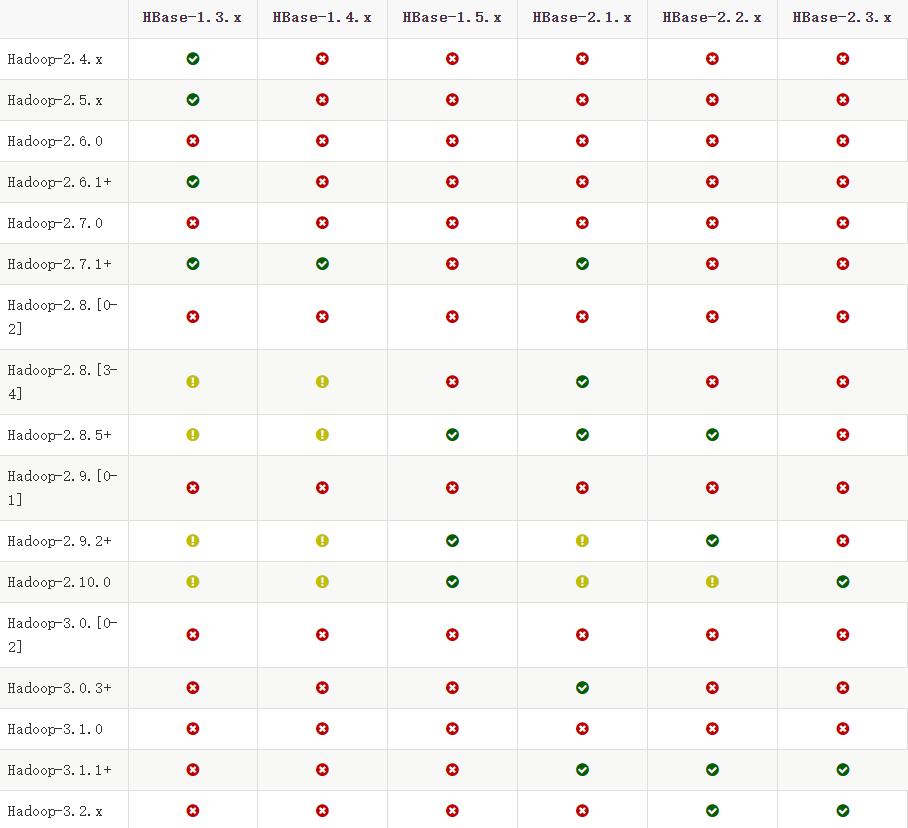 HBase-1.3.x HBase-1.4.x HBase-1.5.x HBase-2.1.x HBase-2.2.x HBase-2.3.x
Hadoop-2.4.x
Hadoop-2.5.x
Hadoop-2.6.0
Hadoop-2.6.1+
Hadoop-2.7.0
Hadoop-2.7.1+
Hadoop-2.8.[0-
2]
Hadoop-2.8.[3-
4]
Hadoop-2.8.5+
Hadoop-2.9.[0-
1]
Hadoop-2.9.2+
Hadoop-2.10.0
Hadoop-3.0.[0-
2]
Hadoop-3.0.3+
Hadoop-3.1.0
Hadoop-3.1.1+
Hadoop-3.2.x